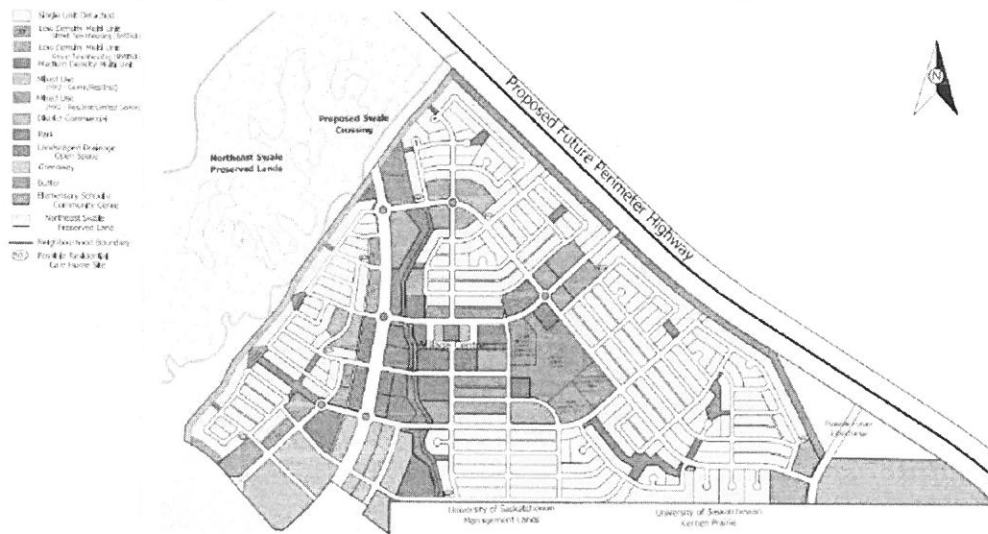 Single Unit Detached
Low Density Multi Unit
Low Density Multi Unit
Medium Density Multi Unit
Mixed Use
Mixed Use
District Commercial
Park
Landscaped Drainage
Open Space
Greenway
Buffer
Elementary Schools
Community Centre
Northeast Swale
Preserved Land
Neighbourhood Boundary
Possible Residential
Care Home Site
Proposed Swale
Crossing
Northeast Swale
Preserved Lands
Proposed Future Perimeter Highway
N
Village Centre
University of Saskatchewan
Management Lands
University of Saskatchewan
Kernen Prairie